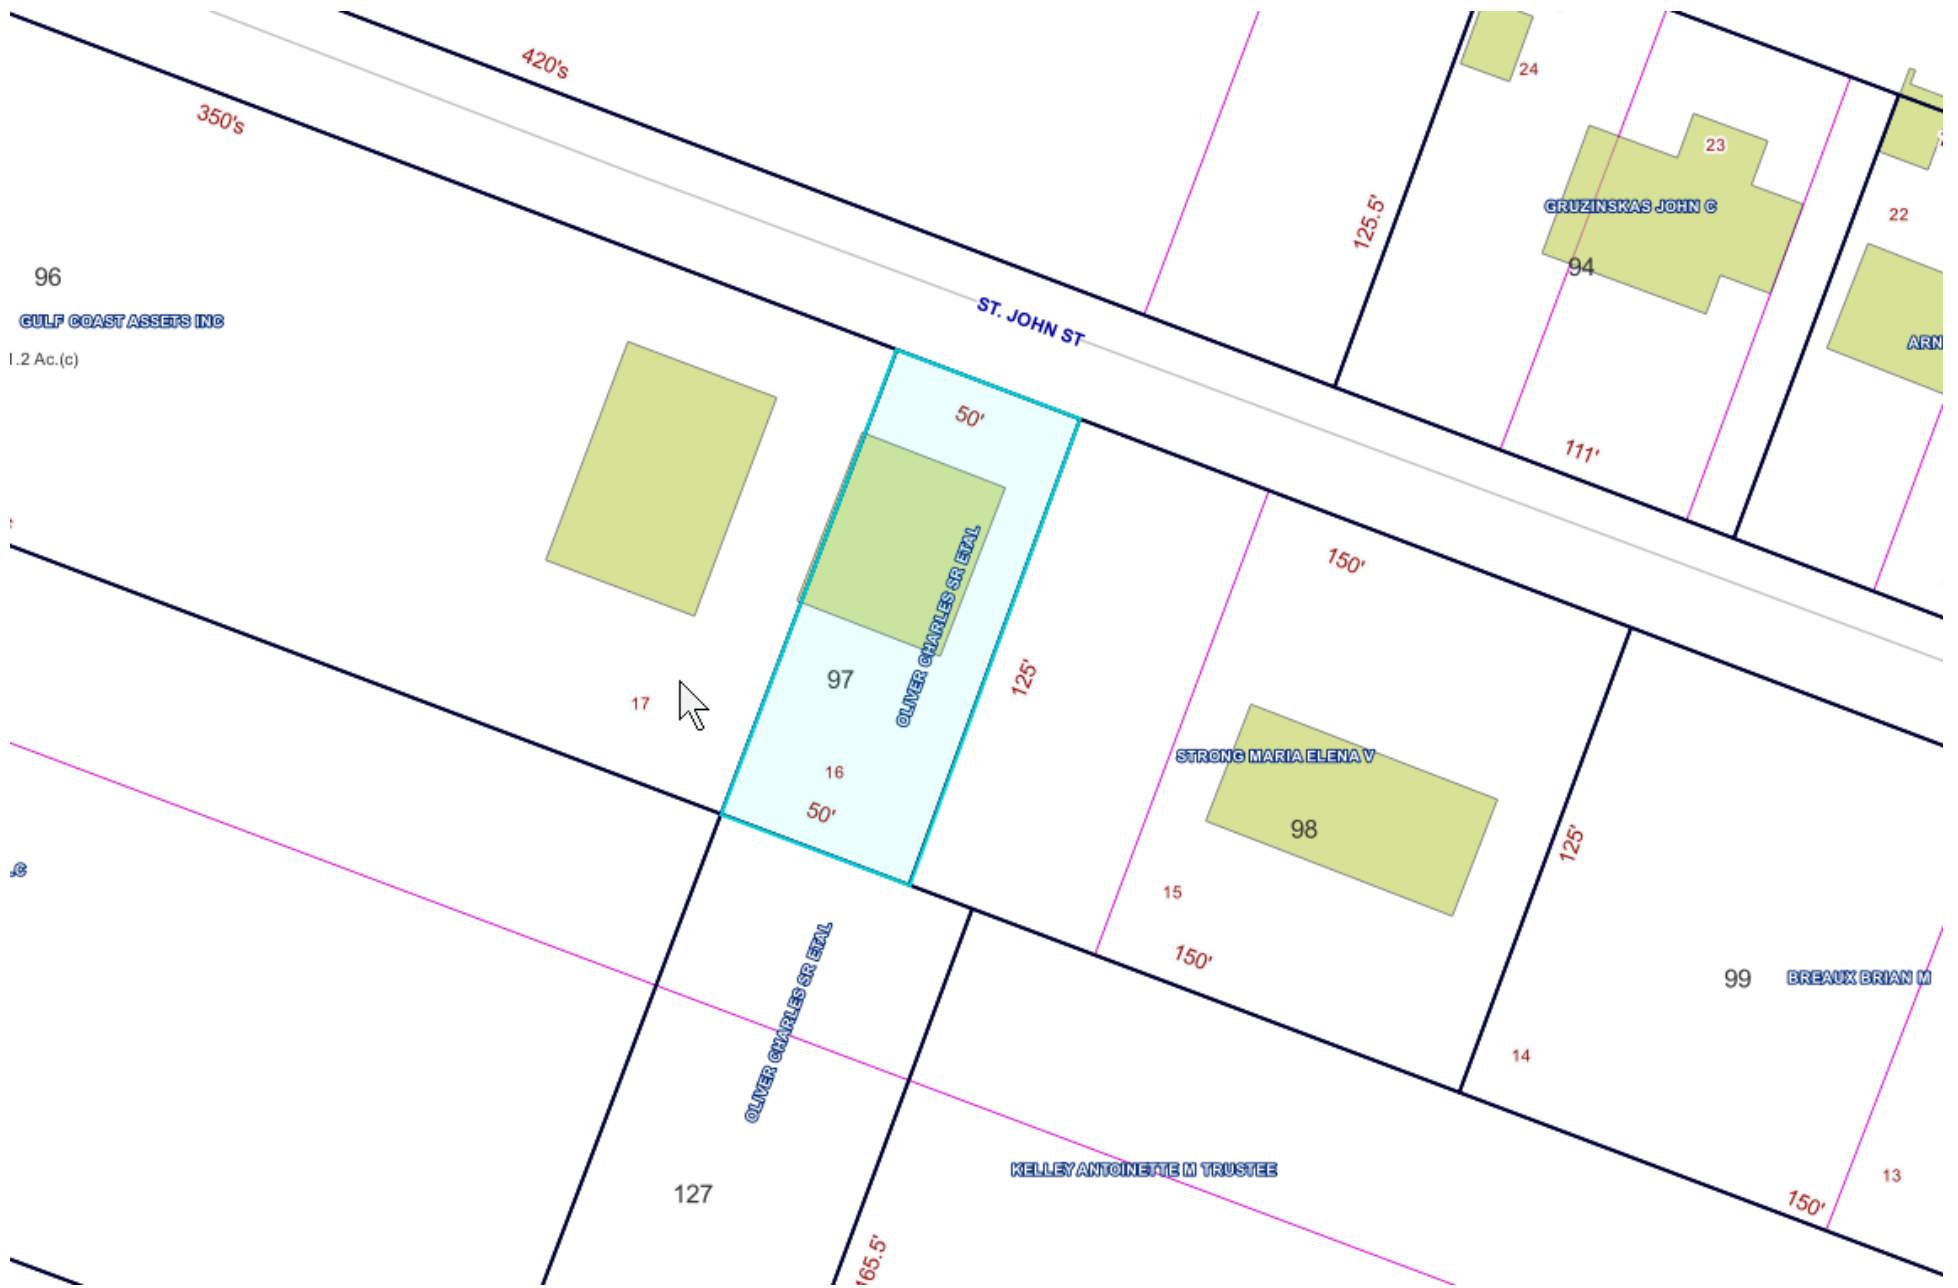 420's
24
350's
23
GRUZINSKAS JOHN C
125.5'
22
94
96
GULF COAST ASSETS INC
ST. JOHN ST
ARN
1.2 Ac.(c)
50'
111'
150'
OLIVER CHARLES SR ETAL
97
125'
17
STRONG MARIA ELENA V
16
50'
98
125'
15
150'
99
BREAUX BRIAN M
OLIVER CHARLES SR ETAL
14
KELLEY ANTOINETTE M TRUSTEE
13
127
150'
165.5'